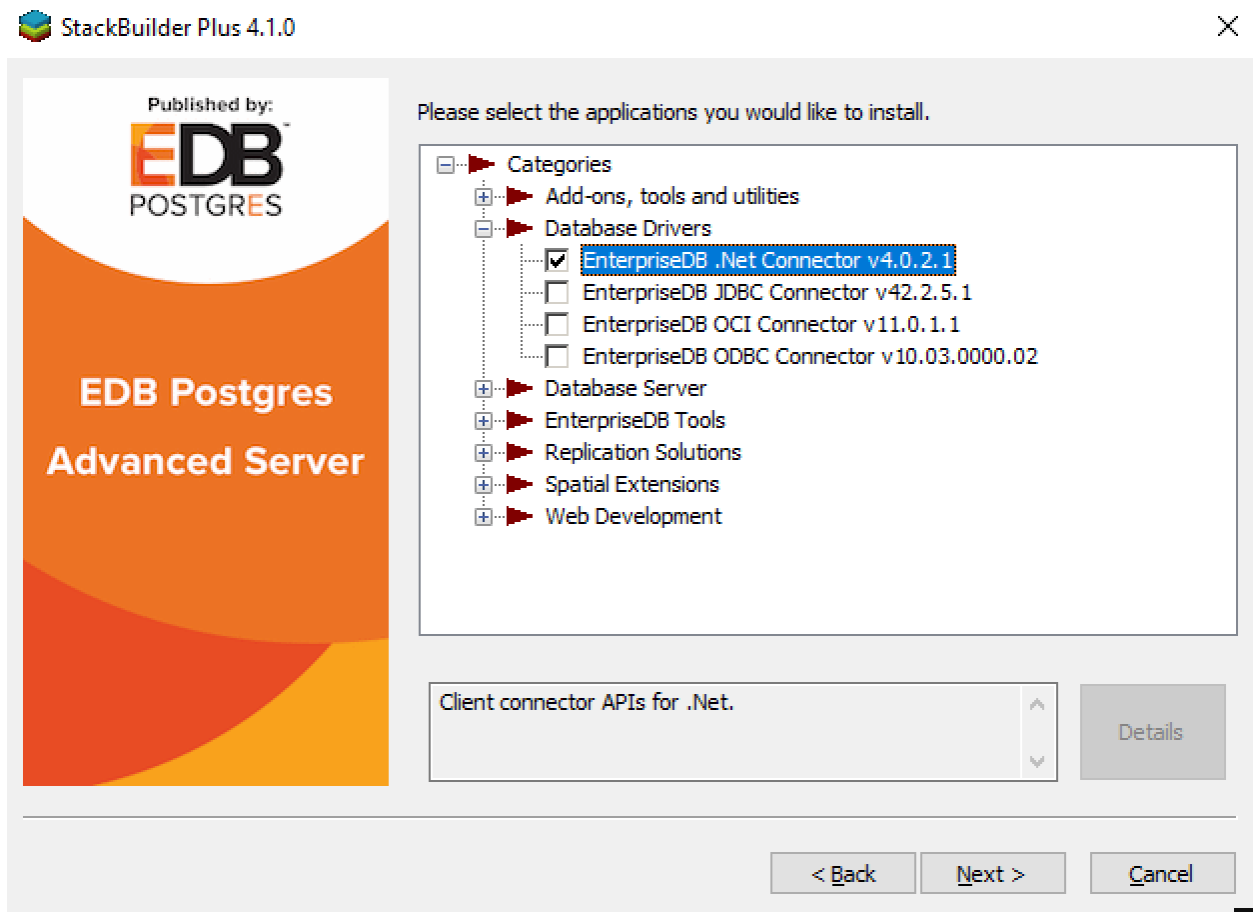 StackBuilder Plus 4.1.0
Published by:
EDB™
POSTGRES
EDB Postgres
Advanced Server
Please select the applications you would like to install.
Categories
Add-ons, tools and utilities
Database Drivers
EnterpriseDB .Net Connector v4.0.2.1
EnterpriseDB JDBC Connector v42.2.5.1
EnterpriseDB OCI Connector v11.0.1.1
EnterpriseDB ODBC Connector v10.03.0000.02
Database Server
EnterpriseDB Tools
Replication Solutions
Spatial Extensions
Web Development
Client connector APIs for .Net.
Details
< Back
Next >
Cancel